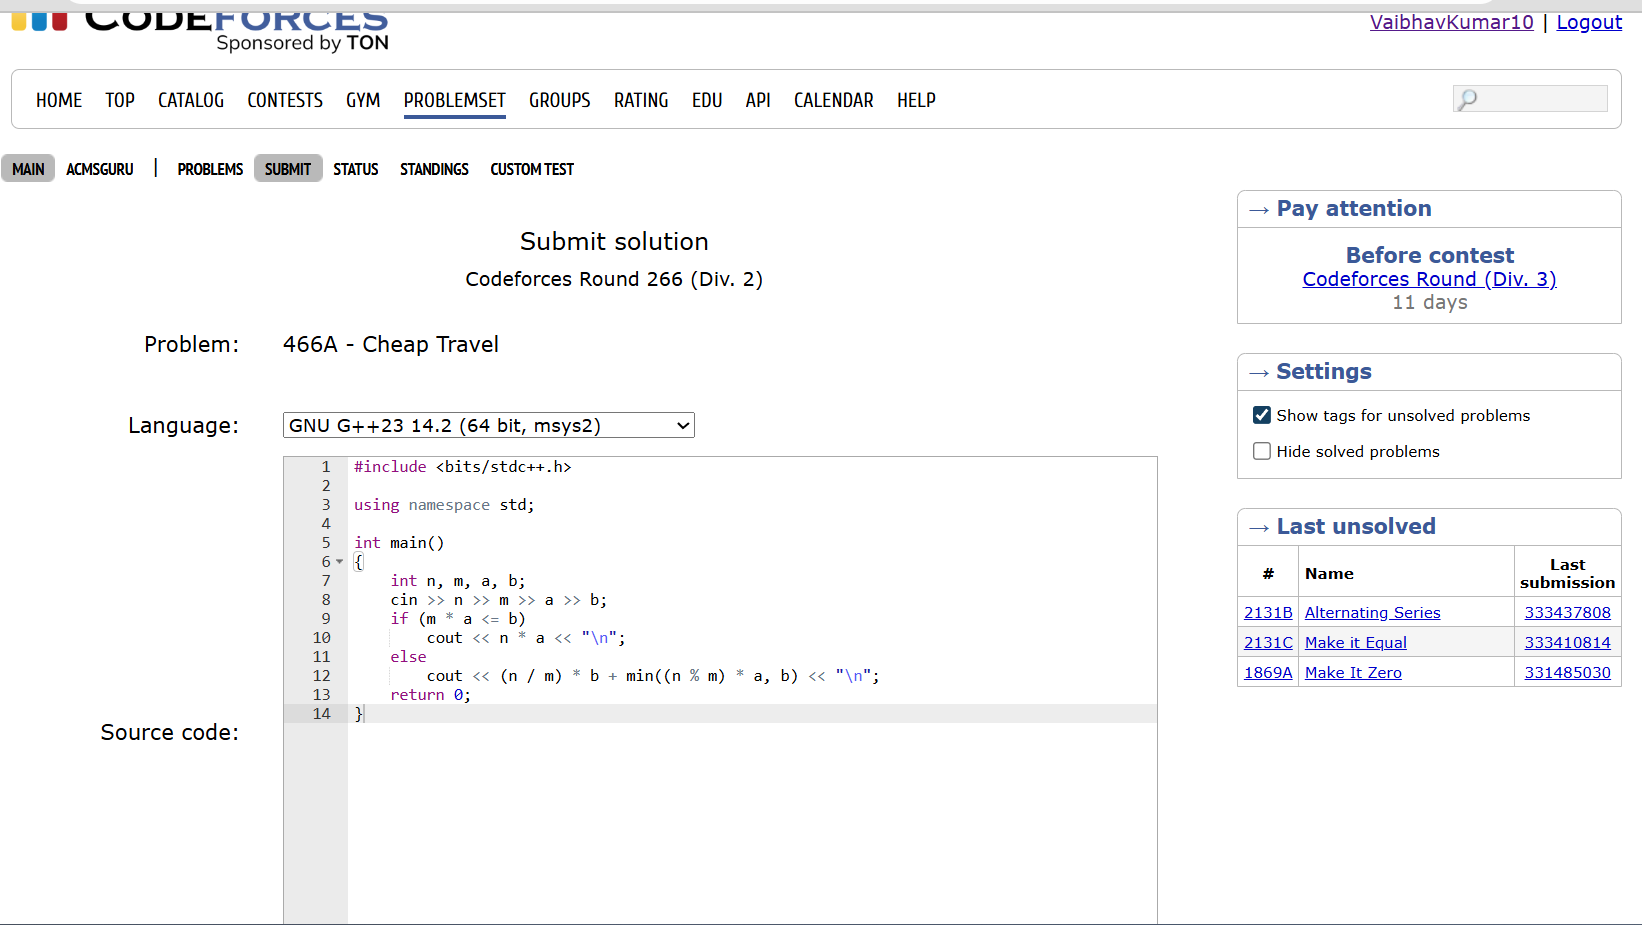 CODEFORCES
Sponsored by TON
VaibhavKumar10 | Logout
HOME TOP CATALOG CONTESTS GYM PROBLEMSET GROUPS RATING EDU API CALENDAR HELP
MAIN ACMSGURU | PROBLEMS SUBMIT STATUS STANDINGS CUSTOM TEST
Submit solution
Codeforces Round 266 (Div. 2)
Problem: 466A - Cheap Travel
Language: GNU G++23 14.2 (64 bit, msys2)
Source code:
1 #include <bits/stdc++.h>
2
3 using namespace std;
4
5 int main()
6 {
7     int n, m, a, b;
8     cin >> n >> m >> a >> b;
9     if (m * a <= b)
10         cout << n * a << "\n";
11     else
12         cout << (n / m) * b + min((n % m) * a, b) << "\n";
13     return 0;
14 }
→ Pay attention
Before contest
Codeforces Round (Div. 3)
11 days
→ Settings
Show tags for unsolved problems
Hide solved problems
→ Last unsolved
# Name Last submission
2131B Alternating Series 333437808
2131C Make it Equal 333410814
1869A Make It Zero 331485030